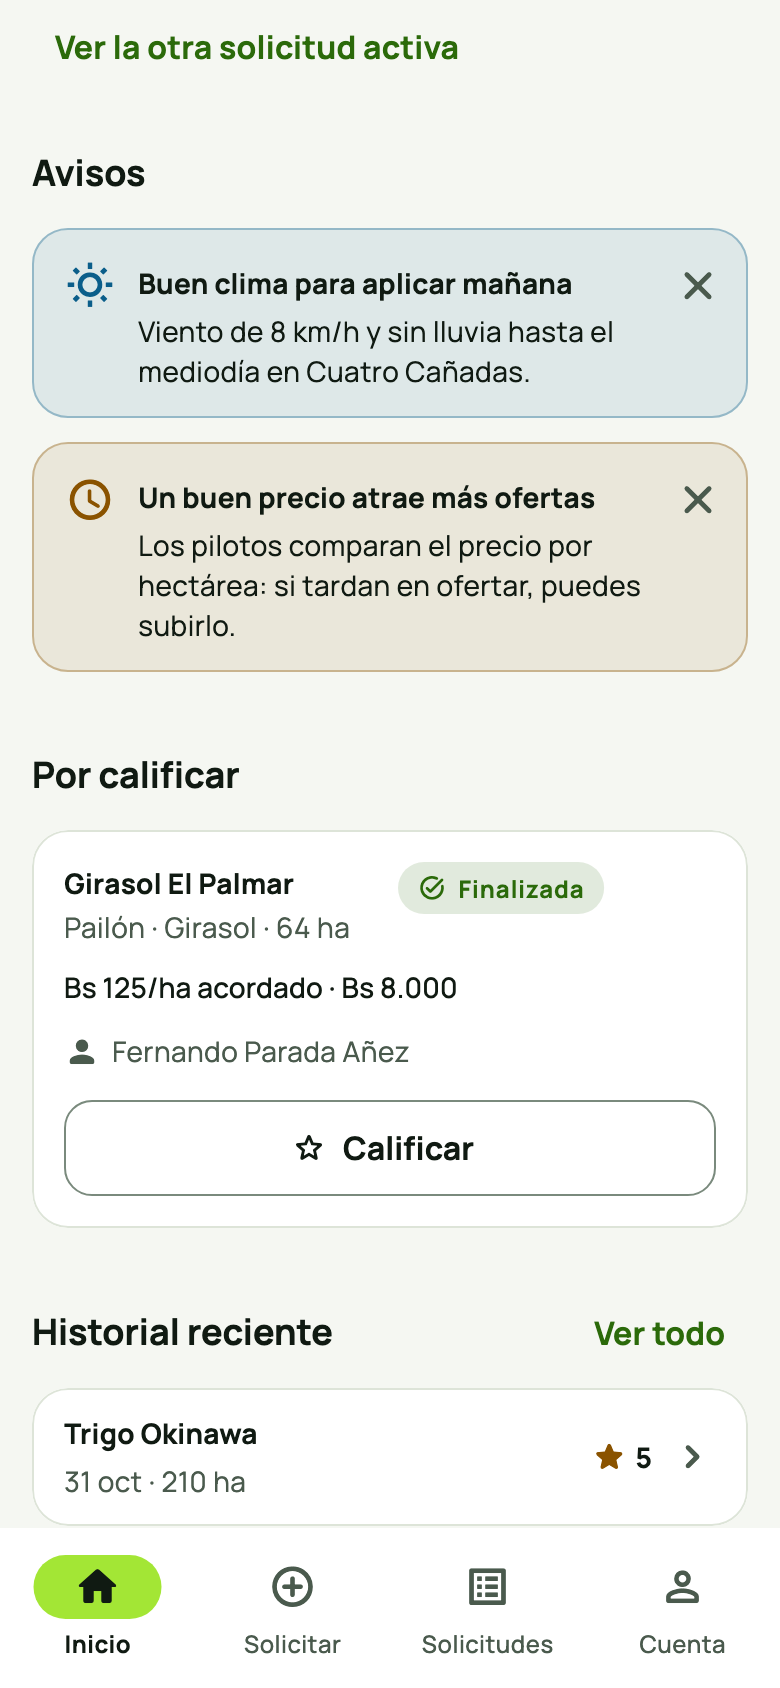 Ver la otra solicitud activa
Avisos
Buen clima para aplicar mañana
Viento de 8 km/h y sin lluvia hasta el
mediodía en Cuatro Cañadas.
Un buen precio atrae más ofertas
Los pilotos comparan el precio por
hectárea: si tardan en ofertar, puedes
subirlo.
Por calificar
Girasol El Palmar
Finalizada
Pailón · Girasol · 64 ha
Bs 125/ha acordado · Bs 8.000
Fernando Parada Añez
Calificar
Historial reciente
Ver todo
Trigo Okinawa
31 oct · 210 ha
5
Inicio
Solicitar
Solicitudes
Cuenta